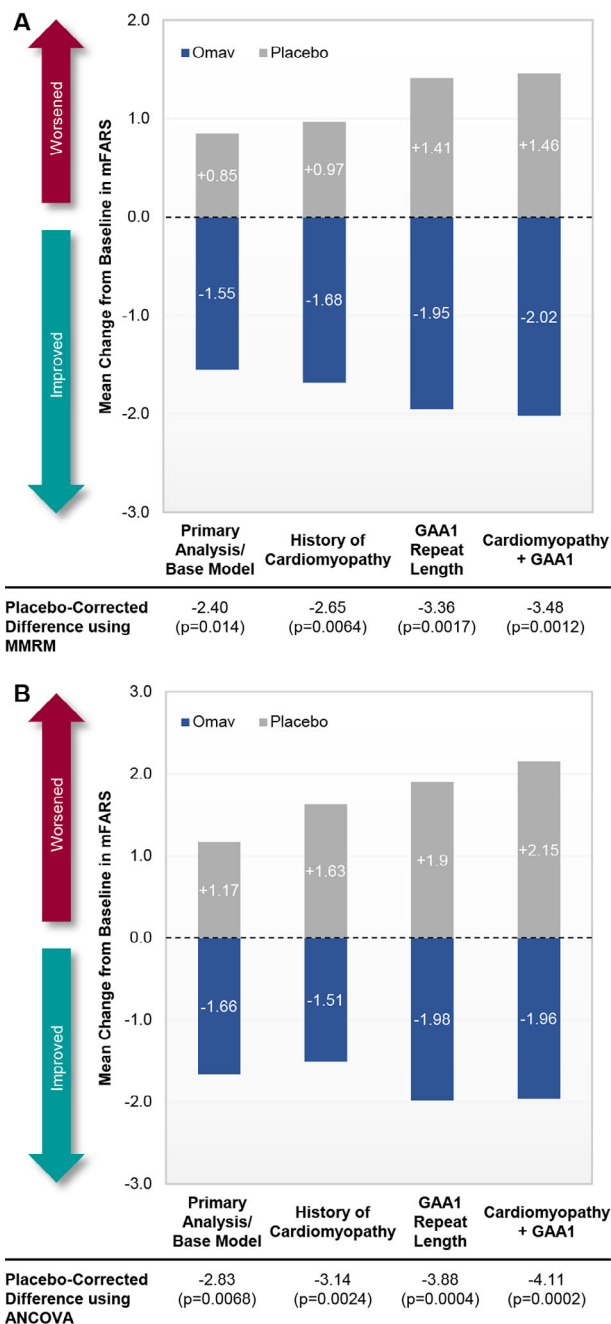 A
Worsened
Improved
Mean Change from Baseline in mFARS
2.0
1.0
0.0
-1.0
-2.0
-3.0
Omav Placebo
+0.85 +0.97 +1.41 +1.46
-1.55 -1.68 -1.95 -2.02
Primary Analysis/ Base Model
History of Cardiomyopathy
GAA1 Repeat Length
Cardiomyopathy + GAA1
Placebo-Corrected Difference using MMRM
-2.40 -2.65 -3.36 -3.48
(p=0.014) (p=0.0064) (p=0.0017) (p=0.0012)
B
Worsened
Improved
Mean Change from Baseline in mFARS
3.0
2.0
1.0
0.0
-1.0
-2.0
-3.0
Omav Placebo
+1.17 +1.63 +1.9 +2.15
-1.66 -1.51 -1.98 -1.96
Primary Analysis/ Base Model
History of Cardiomyopathy
GAA1 Repeat Length
Cardiomyopathy + GAA1
Placebo-Corrected Difference using ANCOVA
-2.83 -3.14 -3.88 -4.11
(p=0.0068) (p=0.0024) (p=0.0004) (p=0.0002)